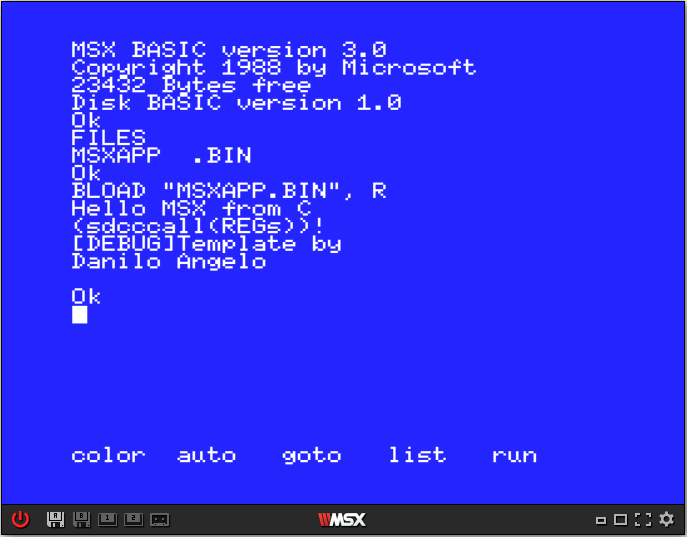 MSX BASIC version 3.0
Copyright 1988 by Microsoft
23432 Bytes free
Disk BASIC version 1.0
Ok
FILES
MSXAPP  .BIN
Ok
BLOAD "MSXAPP.BIN", R
Hello MSX from C
(sdcccall(REGs))!
[DEBUG]Template by
Danilo Angelo
Ok
color auto goto list run
A B 1 2
WMSX